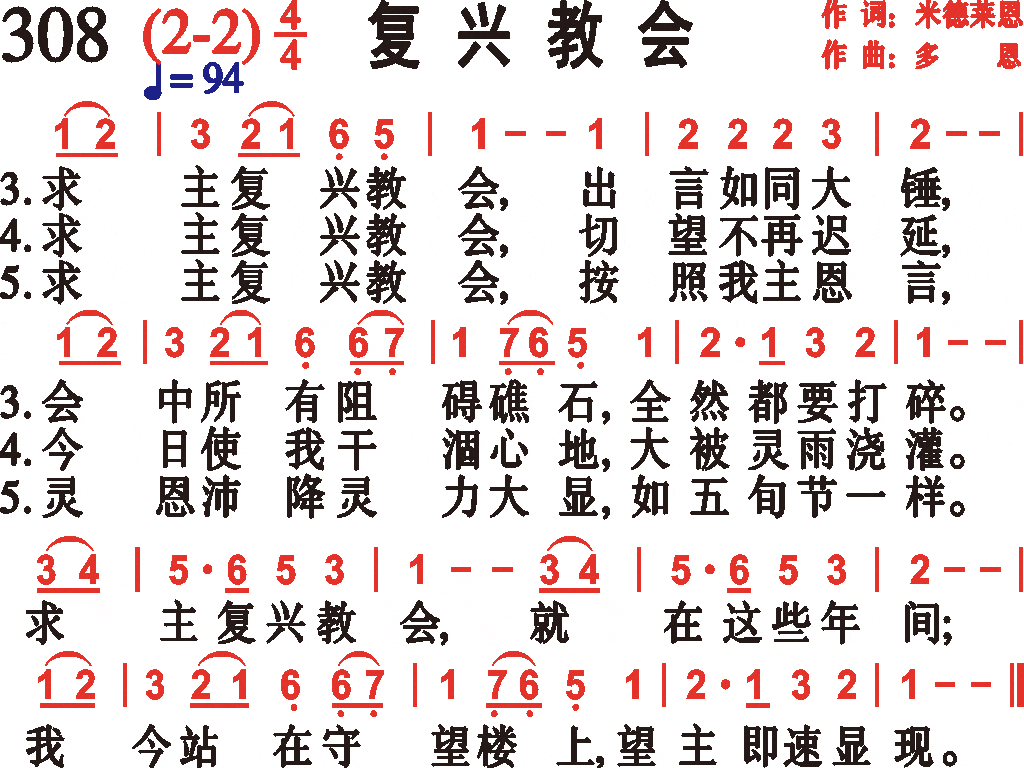 308 (2-2) 4/4 复兴教会 作 词：米德莱恩
♩= 94 作 曲：多 恩
1 2 | 3 2 1 6 5 | 1 - - 1 | 2 2 2 3 | 2 - - |
3.求 主复 兴教 会, 出 言如同大 锤,
4.求 主复 兴教 会, 切 望不再迟 延,
5.求 主复 兴教 会, 按 照我主恩 言,
1 2 | 3 2 1 6 6 7 | 1 7 6 5 1 | 2 · 1 3 2 | 1 - - |
3.会 中所 有阻 碍礁 石,全 然 都要打 碎。
4.今 日使 我干 涸心 地,大 被 灵雨浇 灌。
5.灵 恩沛 降灵 力大 显,如 五 旬节一 样。
3 4 | 5 · 6 5 3 | 1 - - 3 4 | 5 · 6 5 3 | 2 - - |
求 主复兴教 会, 就 在这些年 间;
1 2 | 3 2 1 6 6 7 | 1 7 6 5 1 | 2 · 1 3 2 | 1 - - ‖
我 今站 在守 望楼 上,望 主 即速显 现。